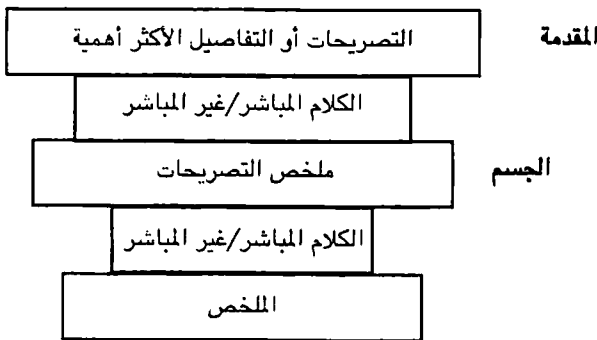 المقدمة
التصريحات أو التفاصيل الأكثر أهمية
الكلام المباشر/غير المباشر
الجسم
ملخص التصريحات
الكلام المباشر/غير المباشر
الملخص